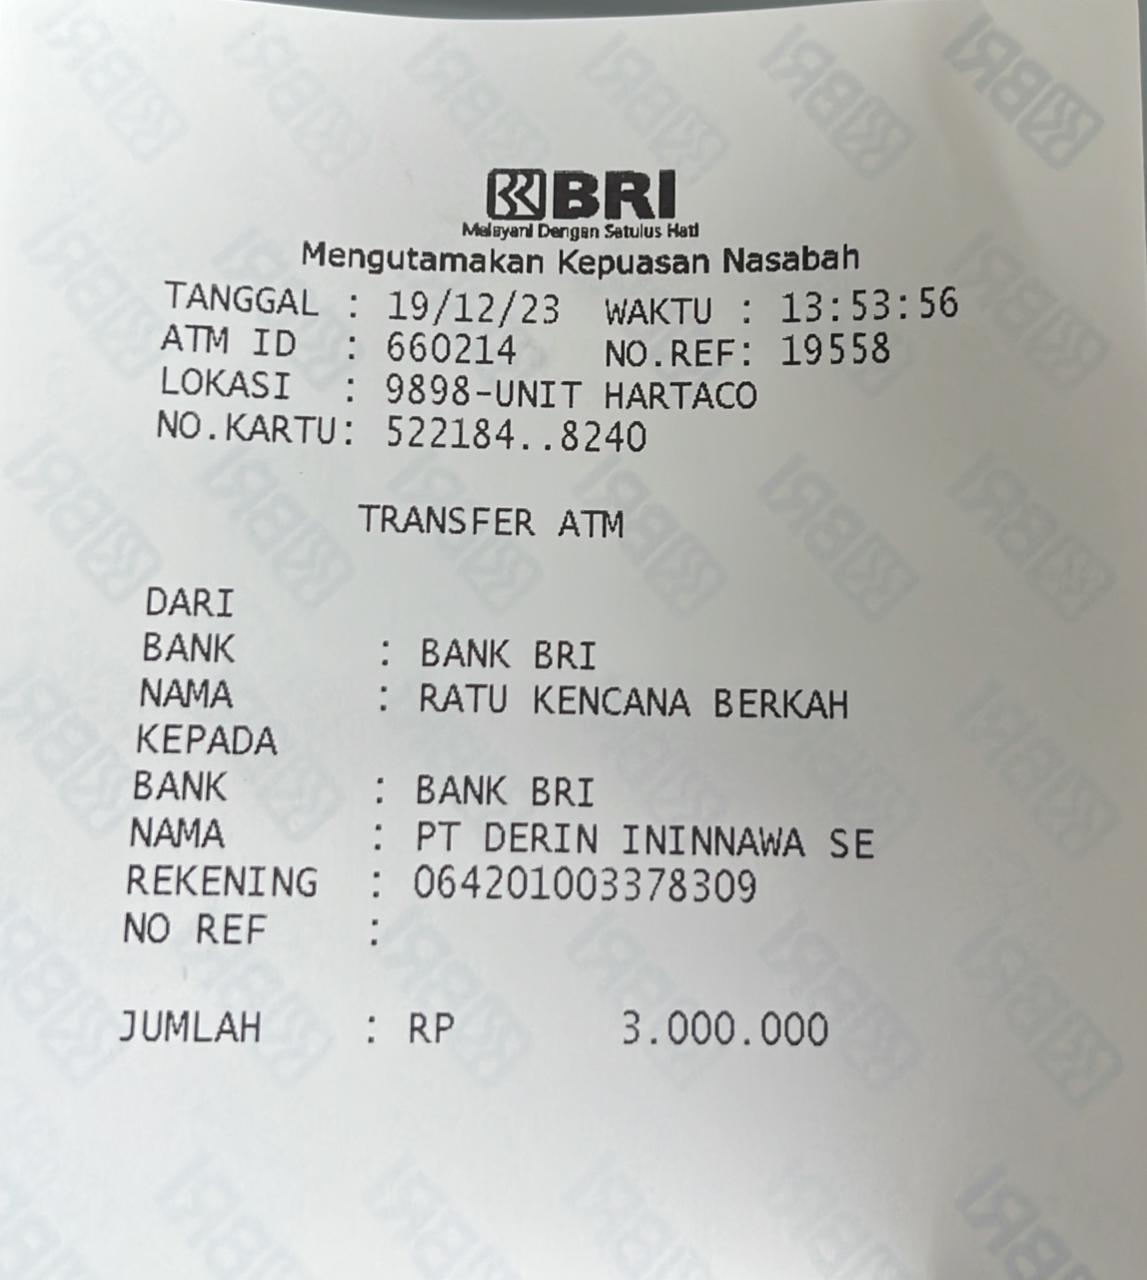 BRI
Melayani Dengan Setulus Hati
Mengutamakan Kepuasan Nasabah
TANGGAL : 19/12/23 WAKTU : 13:53:56
ATM ID : 660214 NO.REF: 19558
LOKASI : 9898-UNIT HARTACO
NO.KARTU: 522184..8240
TRANSFER ATM
DARI
BANK : BANK BRI
NAMA : RATU KENCANA BERKAH
KEPADA
BANK : BANK BRI
NAMA : PT DERIN ININNAWA SE
REKENING : 064201003378309
NO REF :
JUMLAH : RP 3.000.000